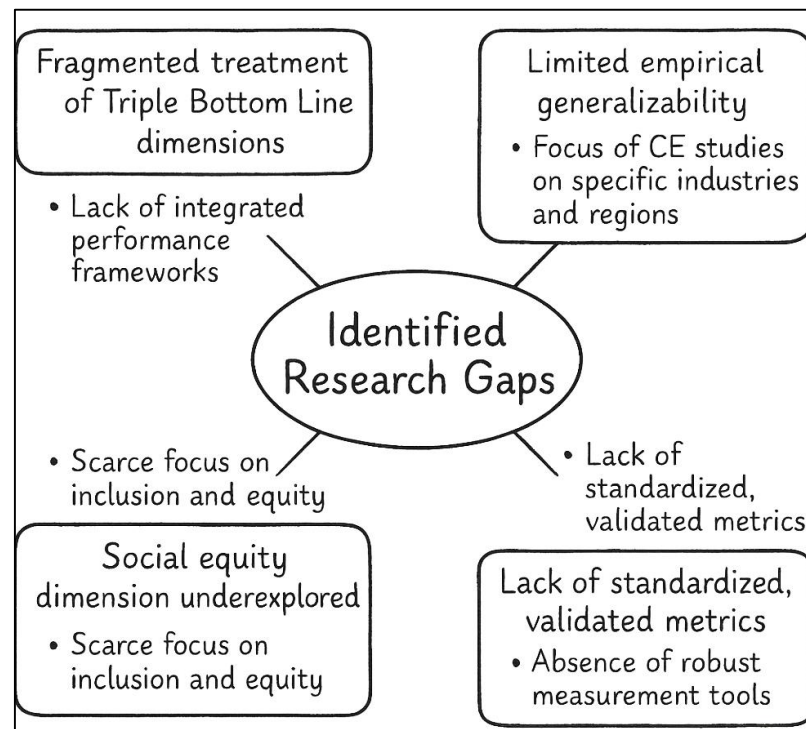 Fragmented treatment
of Triple Bottom Line
dimensions
• Lack of integrated
performance
frameworks
Limited empirical
generalizability
• Focus of CE studies
on specific industries
and regions
Identified
Research Gaps
• Scarce focus on
inclusion and equity
Social equity
dimension underexplored
• Scarce focus on
inclusion and equity
• Lack of
standardized,
validated metrics
Lack of standardized,
validated metrics
• Absence of robust
measurement tools